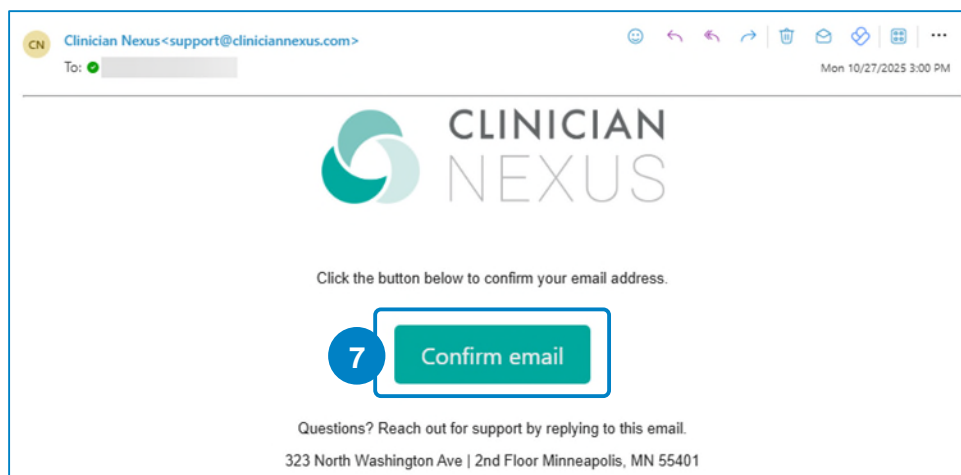 CN
Clinician Nexus<support@cliniciannexus.com>
To:
Mon 10/27/2025 3:00 PM
CLINICIAN
NEXUS
Click the button below to confirm your email address.
7
Confirm email
Questions? Reach out for support by replying to this email.
323 North Washington Ave | 2nd Floor Minneapolis, MN 55401